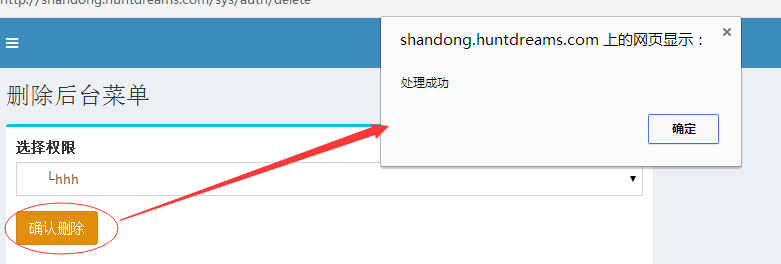 http://shandong.huntdreams.com/sys/auth/delete
shandong.huntdreams.com 上的网页显示：
处理成功
确定
删除后台菜单
选择权限
└hhh
确认删除